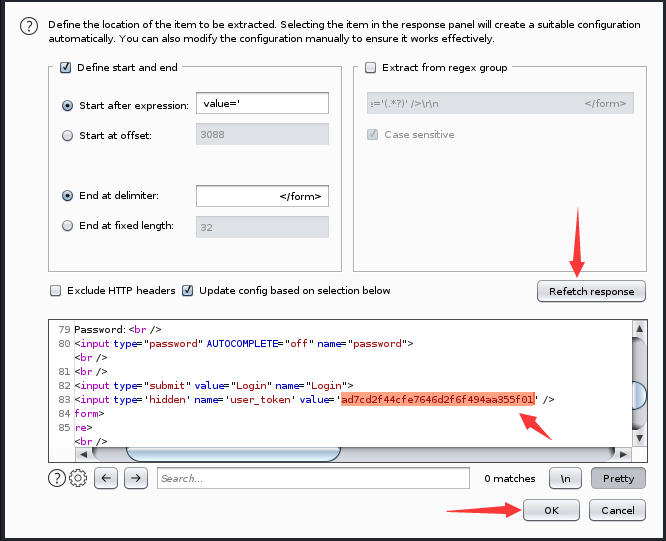 Define the location of the item to be extracted. Selecting the item in the response panel will create a suitable configuration
automatically. You can also modify the configuration manually to ensure it works effectively.
Define start and end
Start after expression: value='
Start at offset: 3088
End at delimiter: </form>
End at fixed length: 32
Extract from regex group
='(.*?)' />\r\n </form>
Case sensitive
Exclude HTTP headers Update config based on selection below Refetch response
79 Password:<br />
80 <input type="password" AUTOCOMPLETE="off" name="password">
<br />
81 <br />
82 <input type="submit" value="Login" name="Login">
83 <input type='hidden' name='user_token' value='ad7cd2f44cfe7646d2f6f494aa355f01' />
84 form>
85 re>
<br />
Search... 0 matches \n Pretty
OK Cancel